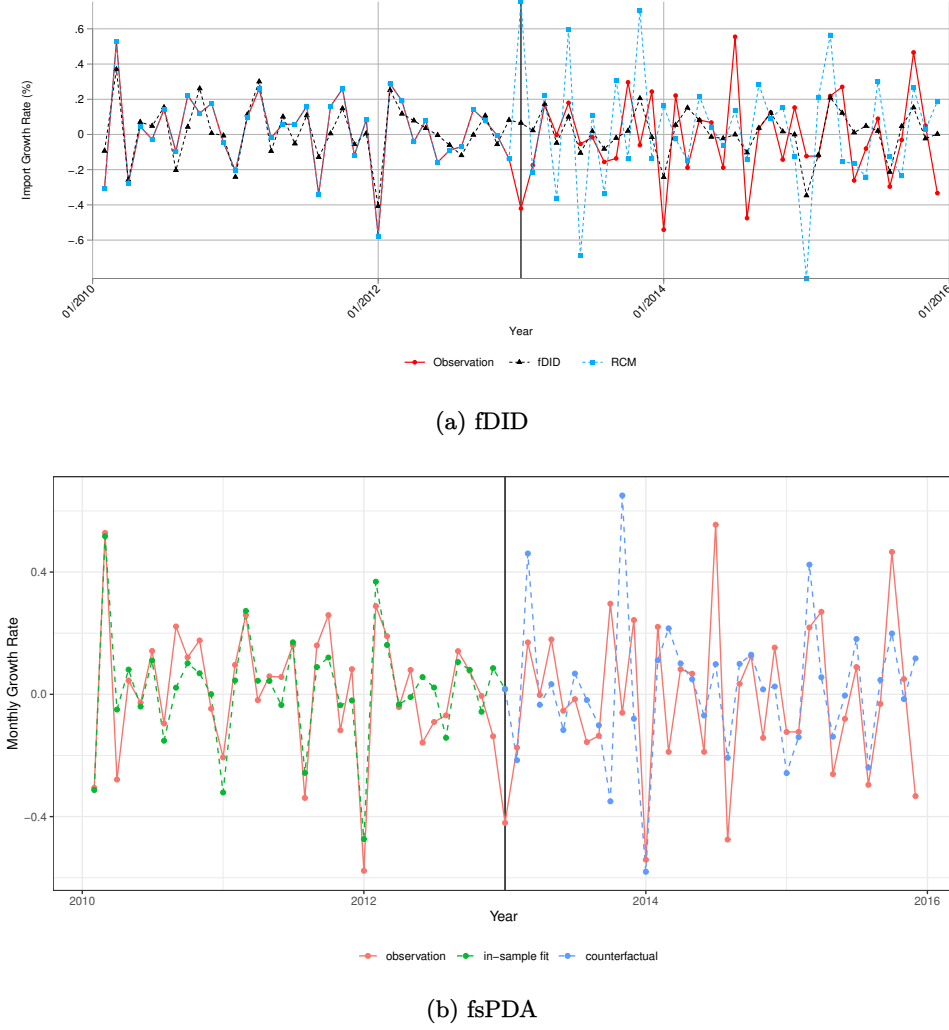 .6
.4
.2
0
-.2
-.4
-.6
Import Growth Rate (%)
01/2010
01/2012
01/2014
01/2016
Year
Observation fDID RCM
(a) fDID
0.4
0.0
−0.4
Monthly Growth Rate
2010 2012 2014 2016
Year
observation in−sample fit counterfactual
(b) fsPDA